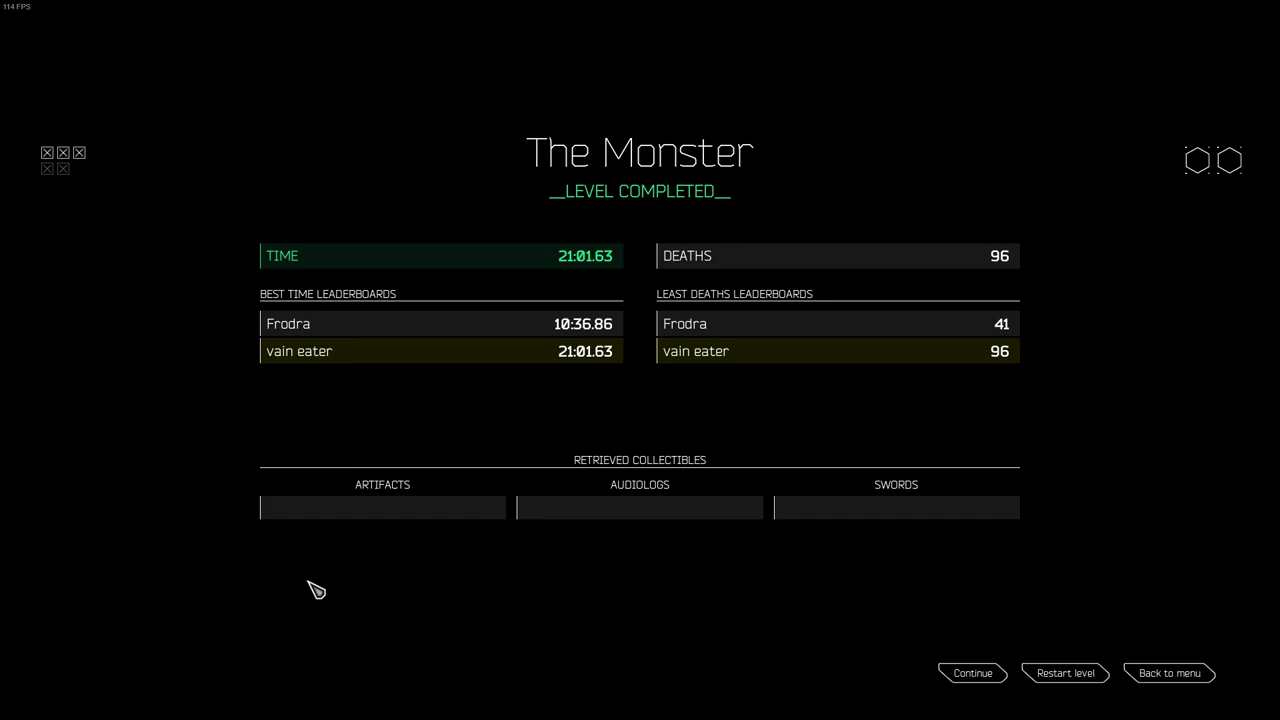 114 FPS
The Monster
__LEVEL COMPLETED__
TIME 21:01.63
DEATHS 96
BEST TIME LEADERBOARDS
Frodra 10:36.86
vain eater 21:01.63
LEAST DEATHS LEADERBOARDS
Frodra 41
vain eater 96
RETRIEVED COLLECTIBLES
ARTIFACTS
AUDIOLOGS
SWORDS
Continue
Restart level
Back to menu